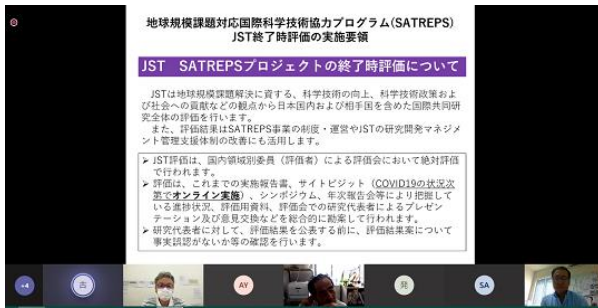 地球規模課題対応国際科学技術協力プログラム(SATREPS)
JST終了時評価の実施要領
JST SATREPSプロジェクトの終了時評価について
JSTは地球規模課題解決に資する、科学技術の向上、科学技術政策およ
び社会への貢献などの観点から日本国内および相手国を含めた国際共同研
究全体の評価を行います。
また、評価結果はSATREPS事業の制度・運営やJSTの研究開発マネジメ
ント管理支援体制の改善にも活用します。
➢ JST評価は、国内領域別委員（評価者）による評価会において絶対評価
で行われます。
➢ 評価は、これまでの実施報告書、サイトビジット（COVID19の状況次
第でオンライン実施）、シンポジウム、年次報告会等により把握して
いる進捗状況、評価用資料、評価会での研究代表者によるプレゼン
テーション及び意見交換などを総合的に勘案して行われます。
➢ 研究代表者に対して、評価結果を公表する前に、評価結果案について
事実誤認がないか等の確認を行います。
+4
古
AY
発
SA